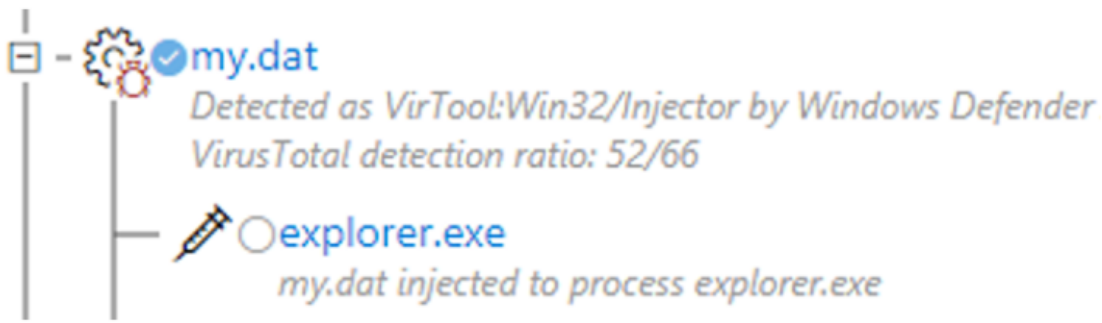 my.dat
Detected as VirTool:Win32/Injector by Windows Defender
VirusTotal detection ratio: 52/66
explorer.exe
my.dat injected to process explorer.exe